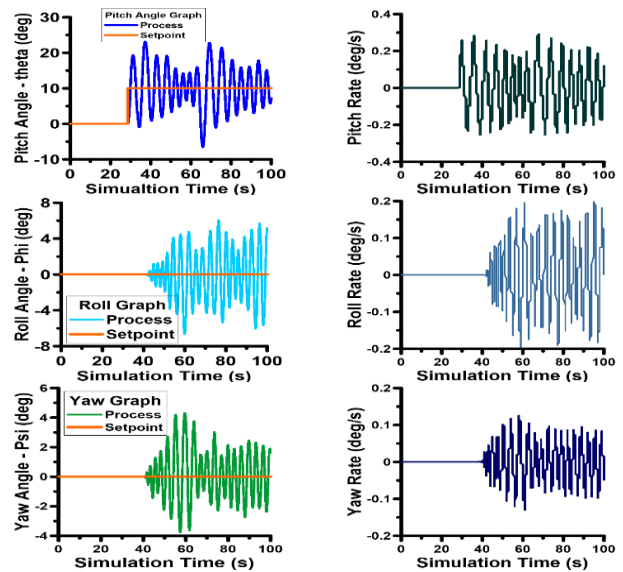 Pitch Angle Graph
Process
Setpoint
Pitch Angle - theta (deg)
30
20
10
0
-10
0 20 40 60 80 100
Simualtion Time (s)
Pitch Rate (deg/s)
0.4
0.2
0
-0.2
-0.4
0 20 40 60 80 100
Simulation Time (s)
Roll Angle - Phi (deg)
8
4
0
-4
-8
Roll Graph
Process
Setpoint
0 20 40 60 80 100
Simulation Time (s)
Roll Rate (deg/s)
0.2
0.1
0
-0.1
-0.2
0 20 40 60 80 100
Simulation Time (s)
Yaw Graph
Process
Setpoint
Yaw Angle - Psi (deg)
6
4
2
0
-2
-4
0 20 40 60 80 100
Simulation Time (s)
Yaw Rate (deg/s)
0.2
0.1
0
-0.1
-0.2
0 20 40 60 80 100
Simulation Time (s)